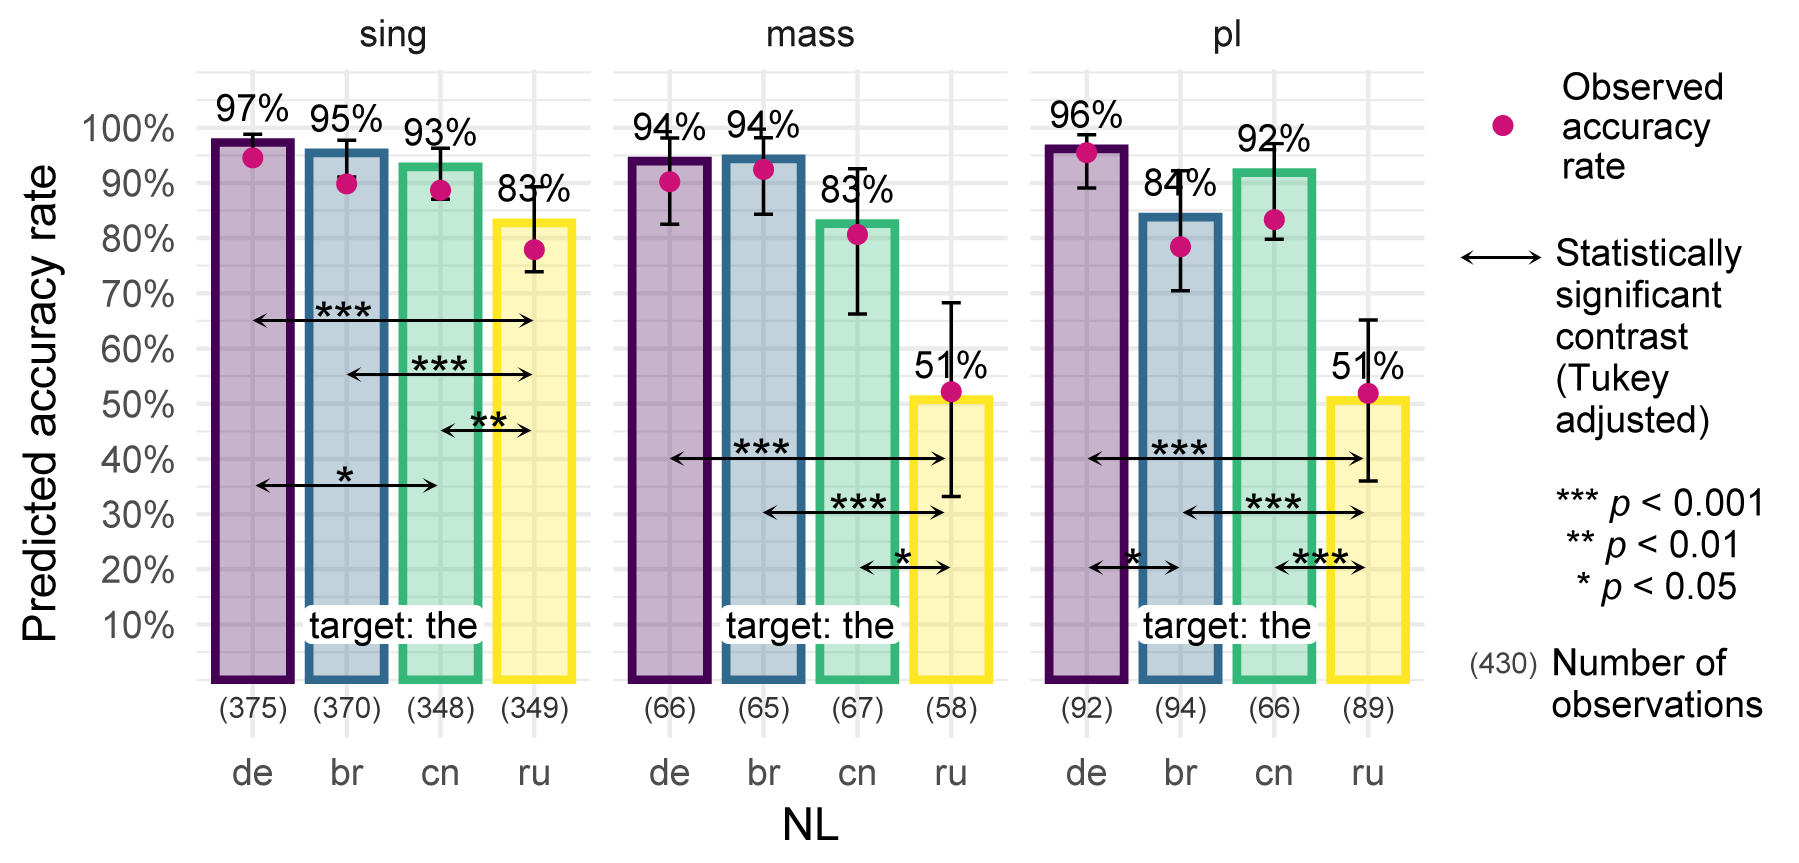 sing
mass
pl
Predicted accuracy rate
100%
90%
80%
70%
60%
50%
40%
30%
20%
10%
97%
95%
93%
83%
***
***
**
*
target: the
(375)
(370)
(348)
(349)
de
br
cn
ru
94%
94%
83%
51%
***
***
*
target: the
(66)
(65)
(67)
(58)
de
br
cn
ru
96%
84%
92%
51%
***
***
*
***
target: the
(92)
(94)
(66)
(89)
de
br
cn
ru
NL
Observed
accuracy
rate
Statistically
significant
contrast
(Tukey
adjusted)
*** p < 0.001
** p < 0.01
* p < 0.05
(430) Number of
observations